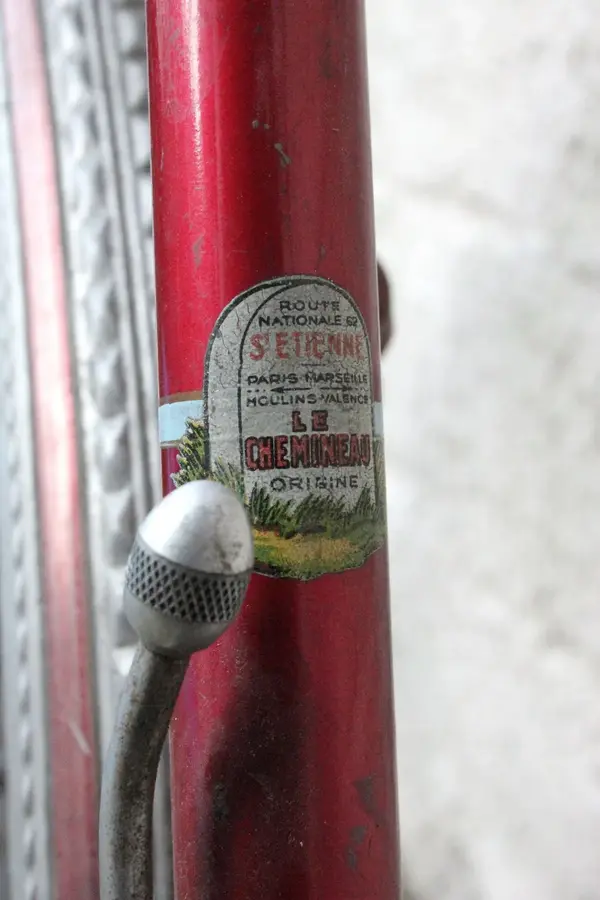 ROUTE
NATIONALE 82
ST ETIENNE
PARIS-MARSEILLE
MOULINS-VALENCE
LE
CHEMINEAU
ORIGINE